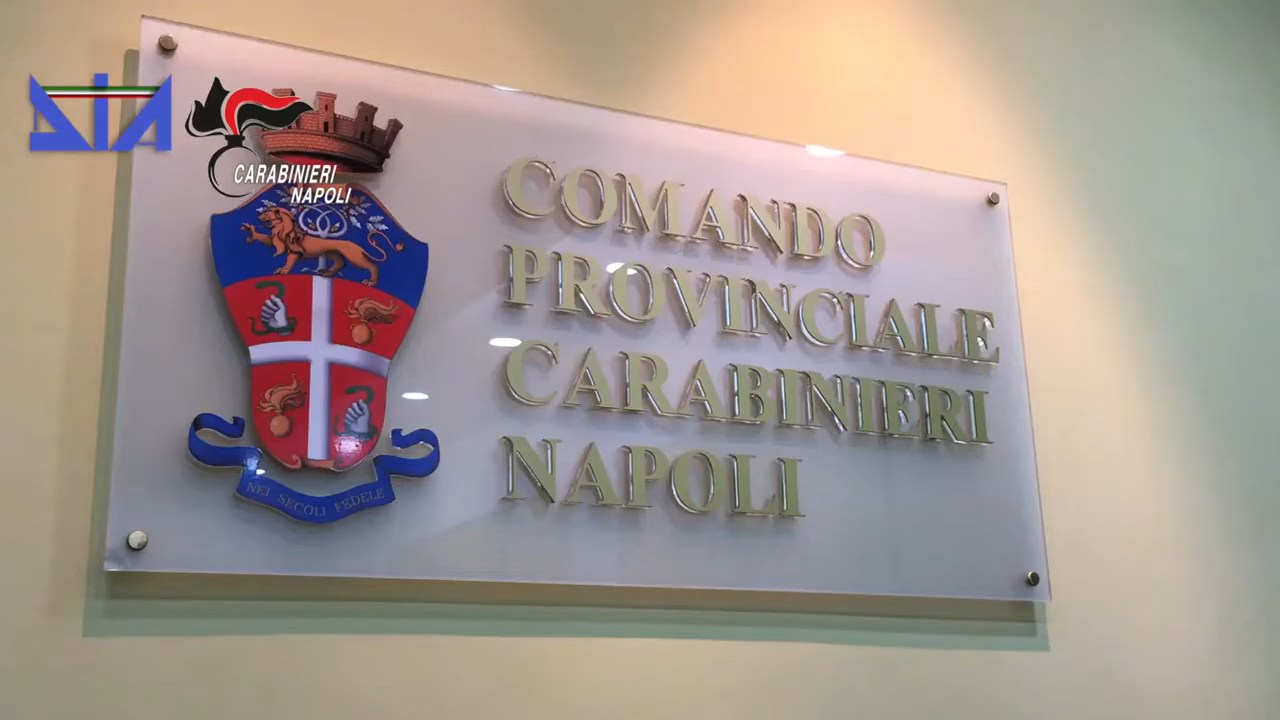 DIA
CARABINIERI
NAPOLI
COMANDO
PROVINCIALE
CARABINIERI
NAPOLI
NEI SECOLI FEDELE